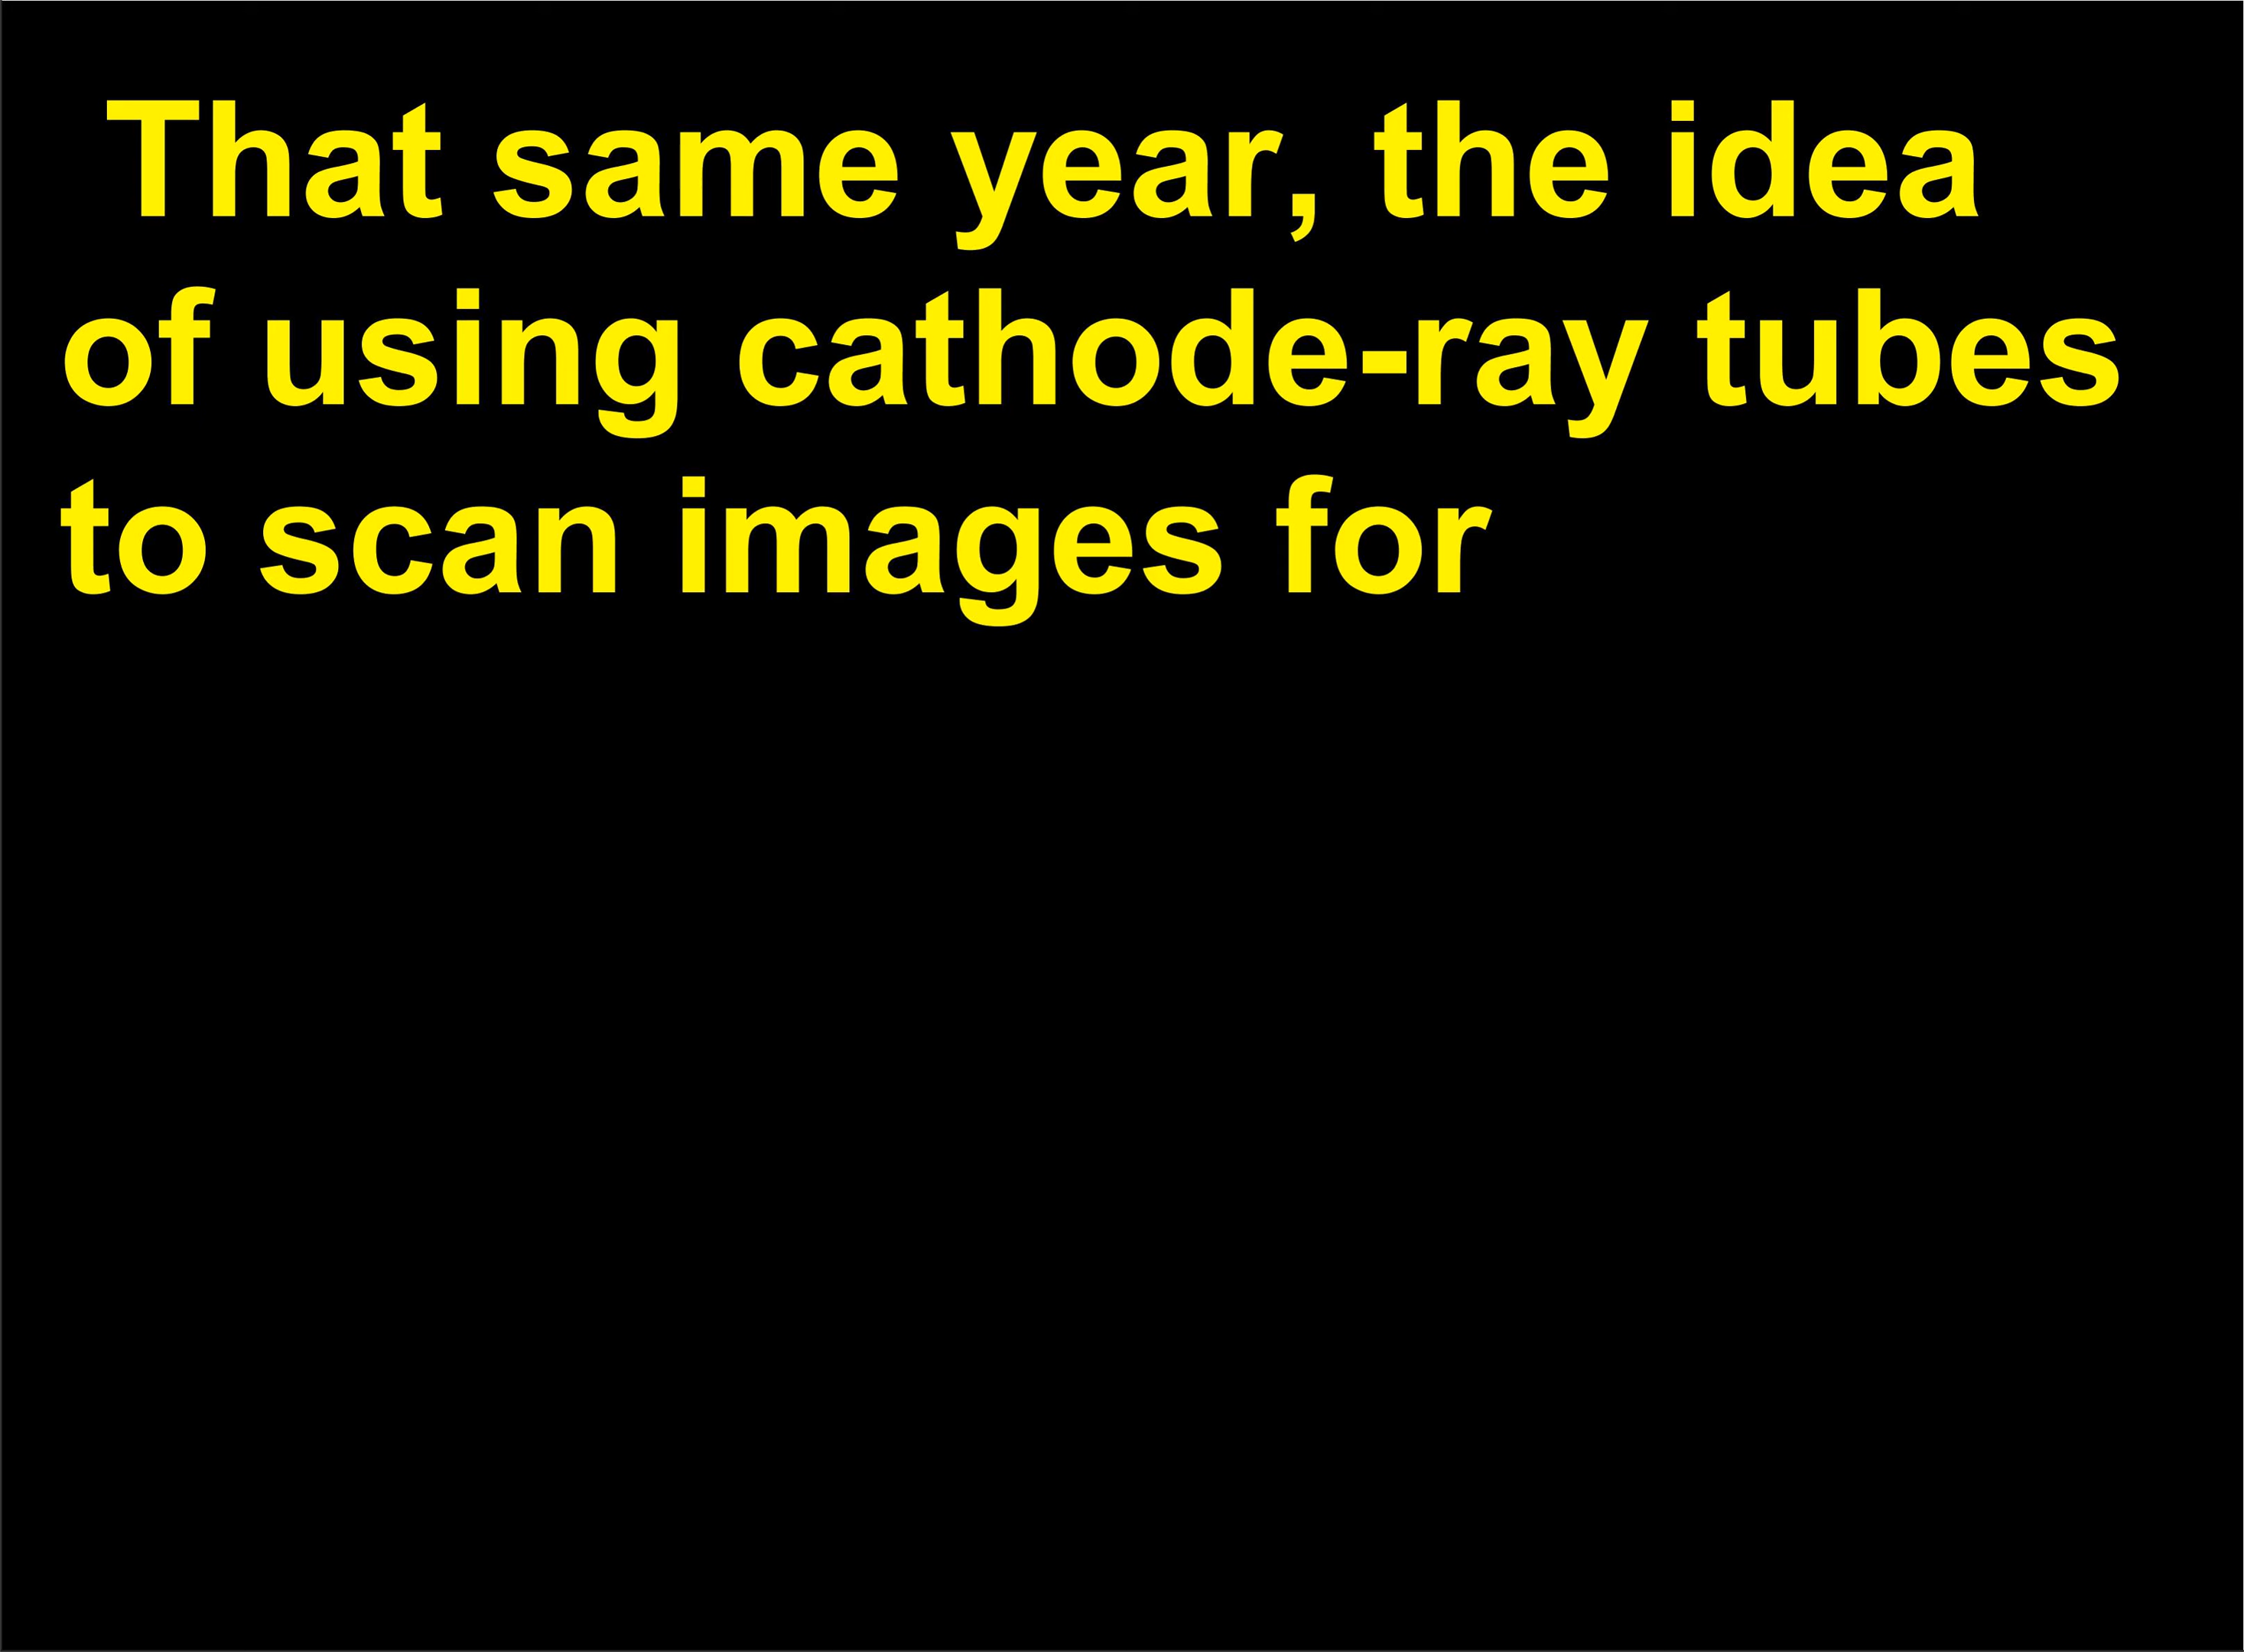 That same year, the idea
of using cathode-ray tubes
to scan images for